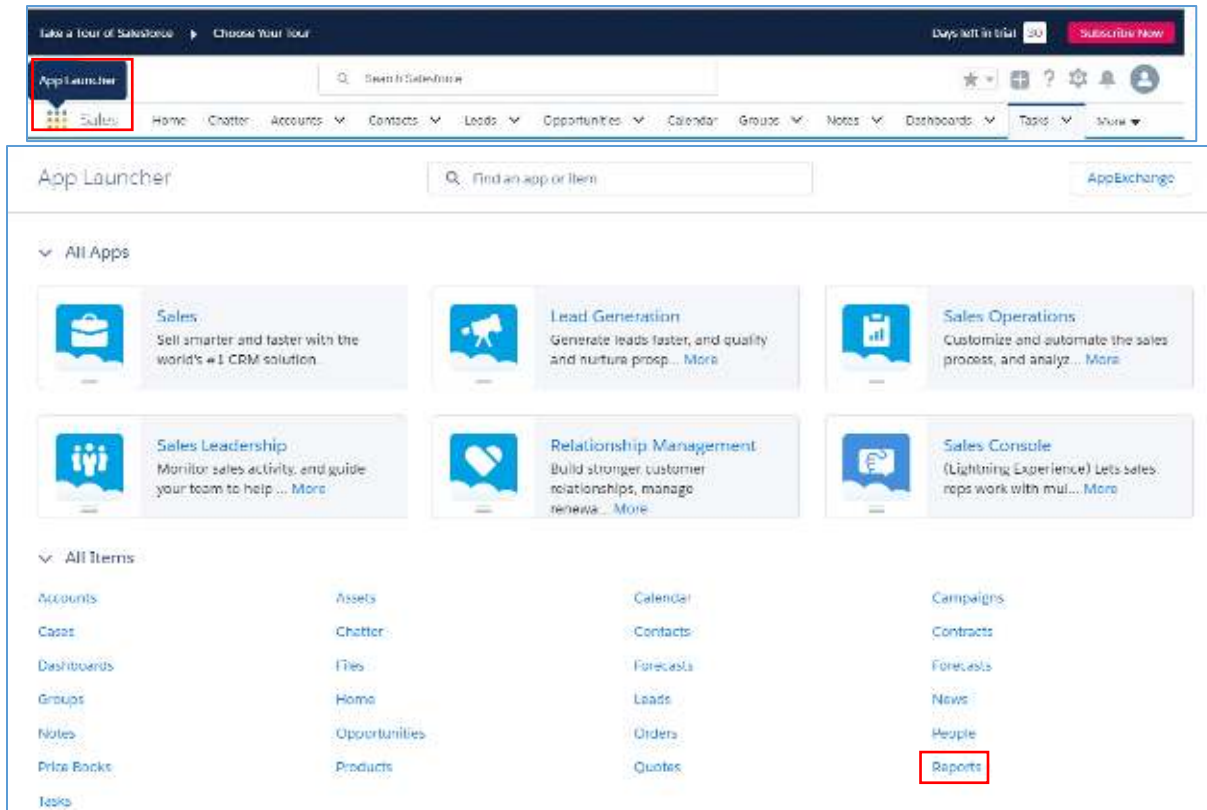 Take a Tour of Salesforce Choose Your Tour Days left in trial 30 Subscribe Now
App Launcher Search Salesforce
Sales Home Chatter Accounts Contacts Leads Opportunities Calendar Groups Notes Dashboards Tasks More
App Launcher Find an app or item AppExchange
All Apps
Sales
Sell smarter and faster with the
world's #1 CRM solution
Lead Generation
Generate leads faster, and qualify
and nurture prosp... More
Sales Operations
Customize and automate the sales
process, and analyz... More
Sales Leadership
Monitor sales activity, and guide
your team to help ... More
Relationship Management
Build stronger customer
relationships, manage
renewa... More
Sales Console
(Lightning Experience) Lets sales
reps work with mul... More
All Items
Accounts Assets Calendar Campaigns
Cases Chatter Contacts Contracts
Dashboards Files Forecasts Forecasts
Groups Home Leads News
Notes Opportunities Orders People
Price Books Products Quotes Reports
Tasks